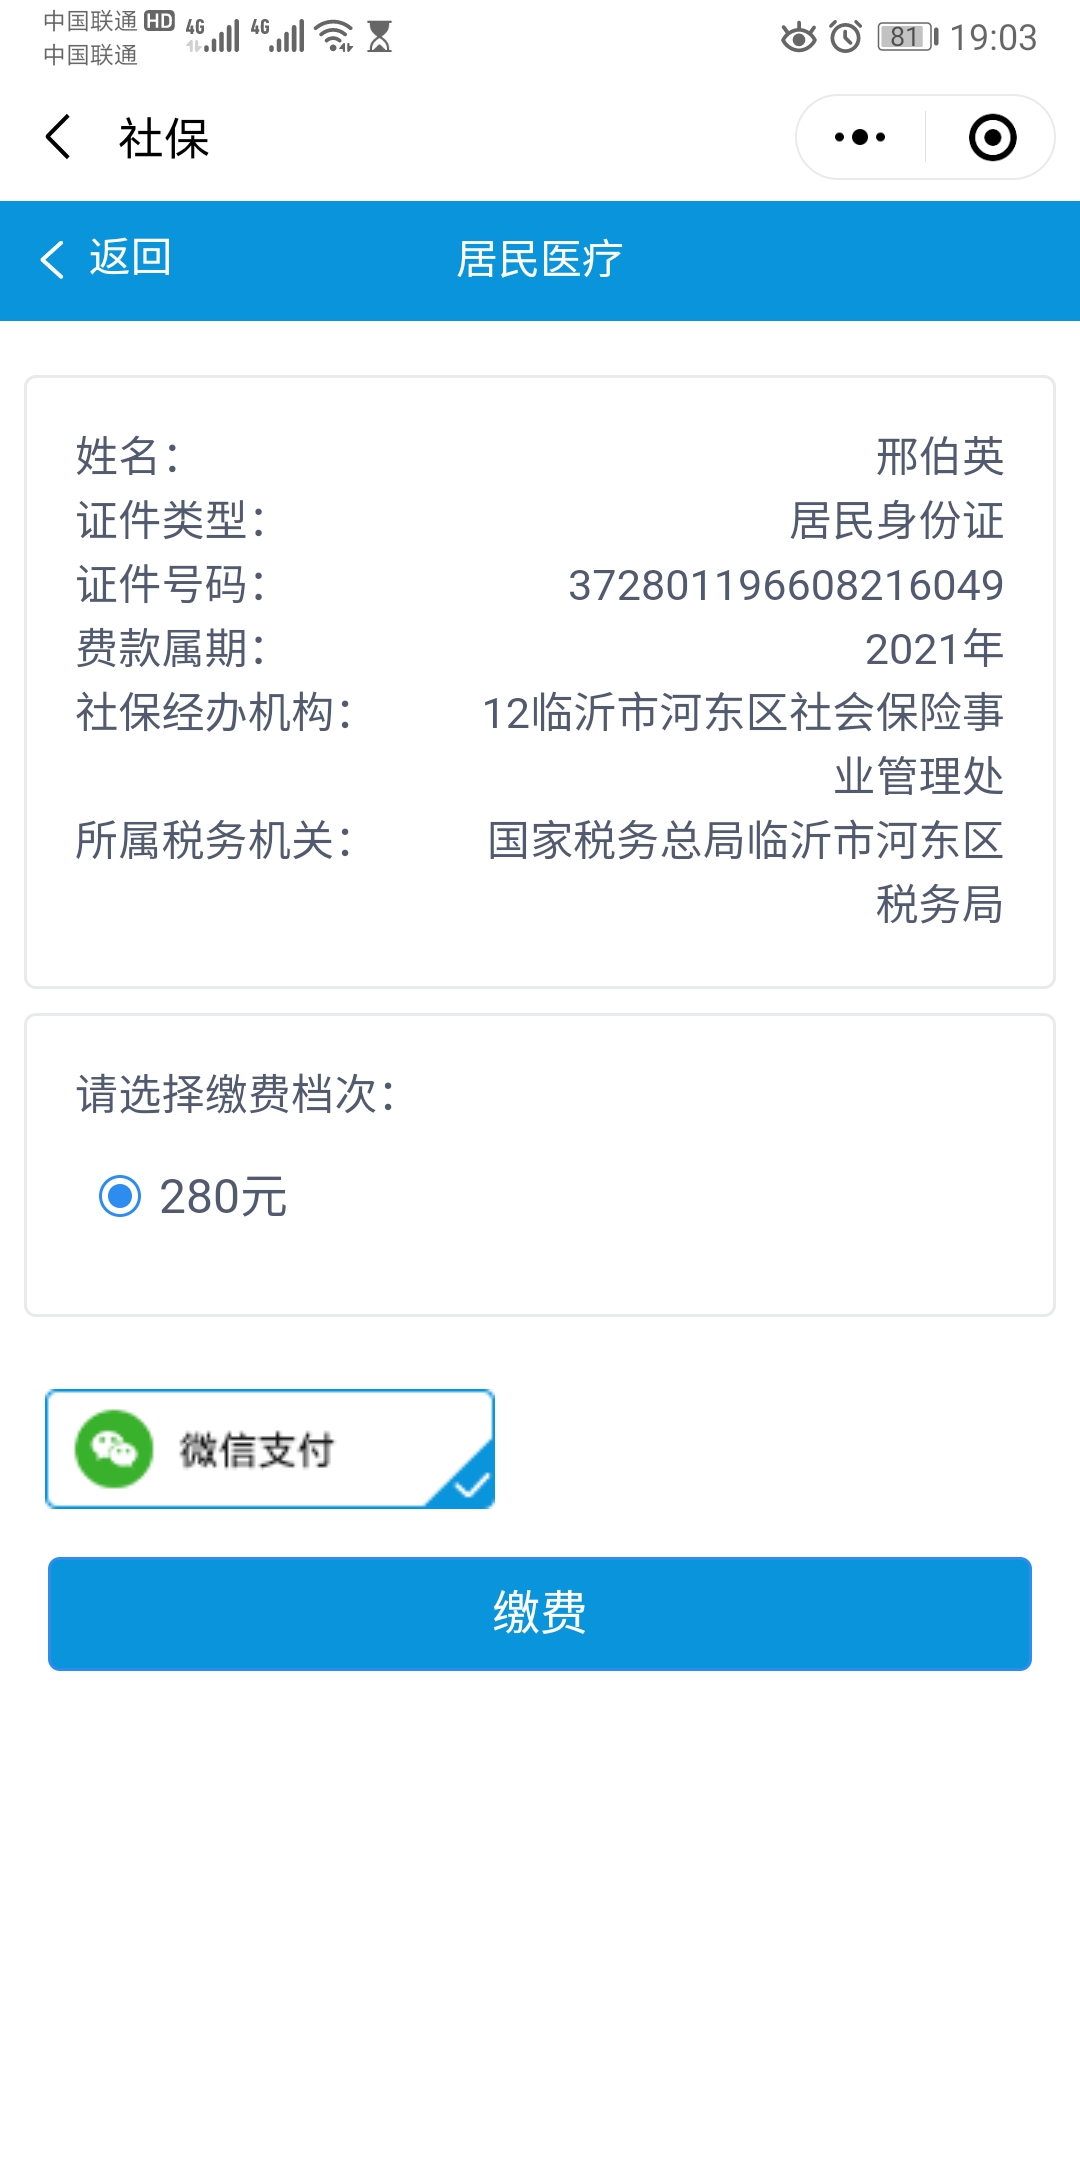 中国联通 HD 4G 4G 81 19:03
中国联通
社保
返回 居民医疗
姓名： 邢伯英
证件类型： 居民身份证
证件号码： 372801196608216049
费款属期： 2021年
社保经办机构： 12临沂市河东区社会保险事
业管理处
所属税务机关： 国家税务总局临沂市河东区
税务局
请选择缴费档次：
280元
微信支付
缴费